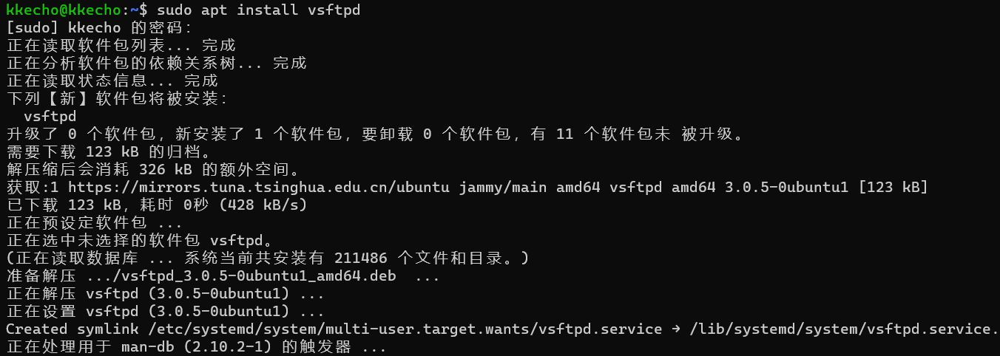 kkecho@kkecho:~$ sudo apt install vsftpd
[sudo] kkecho 的密码：
正在读取软件包列表... 完成
正在分析软件包的依赖关系树... 完成
正在读取状态信息... 完成
下列【新】软件包将被安装：
  vsftpd
升级了 0 个软件包，新安装了 1 个软件包，要卸载 0 个软件包，有 11 个软件包未 被升级。
需要下载 123 kB 的归档。
解压缩后会消耗 326 kB 的额外空间。
获取:1 https://mirrors.tuna.tsinghua.edu.cn/ubuntu jammy/main amd64 vsftpd amd64 3.0.5-0ubuntu1 [123 kB]
已下载 123 kB，耗时 0秒 (428 kB/s)
正在预设定软件包 ...
正在选中未选择的软件包 vsftpd。
(正在读取数据库 ... 系统当前共安装有 211486 个文件和目录。)
准备解压 .../vsftpd_3.0.5-0ubuntu1_amd64.deb  ...
正在解压 vsftpd (3.0.5-0ubuntu1) ...
正在设置 vsftpd (3.0.5-0ubuntu1) ...
Created symlink /etc/systemd/system/multi-user.target.wants/vsftpd.service → /lib/systemd/system/vsftpd.service.
正在处理用于 man-db (2.10.2-1) 的触发器 ...